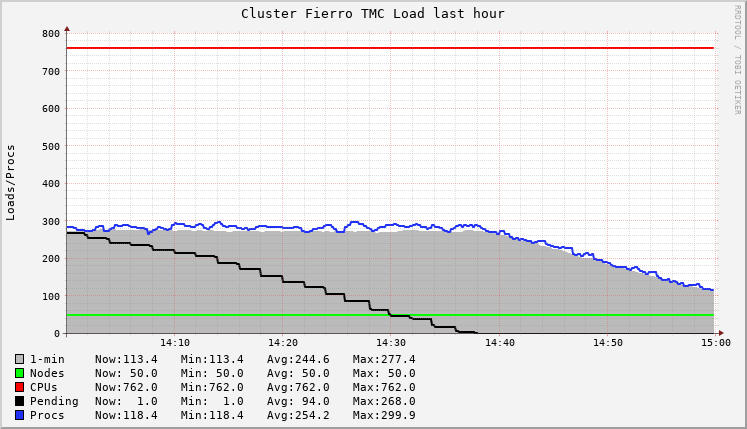 Cluster Fierro TMC Load last hour
RRDTOOL / TOBI OETIKER
Loads/Procs
800
700
600
500
400
300
200
100
0
14:10 14:20 14:30 14:40 14:50 15:00
1-min Now:113.4 Min:113.4 Avg:244.6 Max:277.4
Nodes Now: 50.0 Min: 50.0 Avg: 50.0 Max: 50.0
CPUs Now:762.0 Min:762.0 Avg:762.0 Max:762.0
Pending Now: 1.0 Min: 1.0 Avg: 94.0 Max:268.0
Procs Now:118.4 Min:118.4 Avg:254.2 Max:299.9